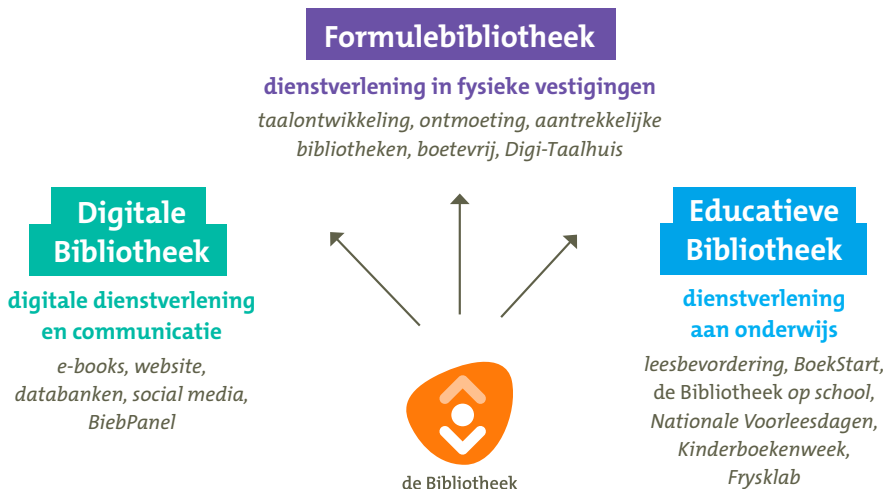 Formulebibliotheek
dienstverlening in fysieke vestigingen
taalontwikkeling, ontmoeting, aantrekkelijke
bibliotheken, boetevrij, Digi-Taalhuis
Digitale
Bibliotheek
digitale dienstverlening
en communicatie
e-books, website,
databanken, social media,
BiebPanel
Educatieve
Bibliotheek
dienstverlening
aan onderwijs
leesbevordering, BoekStart,
de Bibliotheek op school,
Nationale Voorleesdagen,
Kinderboekenweek,
Frysklab
de Bibliotheek